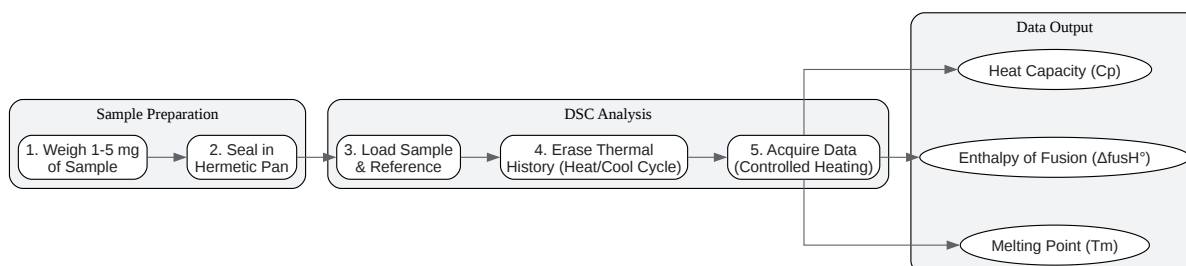 Sample Preparation
1. Weigh 1-5 mg
of Sample
2. Seal in
Hermetic Pan
DSC Analysis
3. Load Sample
& Reference
4. Erase Thermal
History (Heat/Cool Cycle)
5. Acquire Data
(Controlled Heating)
Data Output
Heat Capacity (Cp)
Enthalpy of Fusion (ΔfusH°)
Melting Point (Tm)